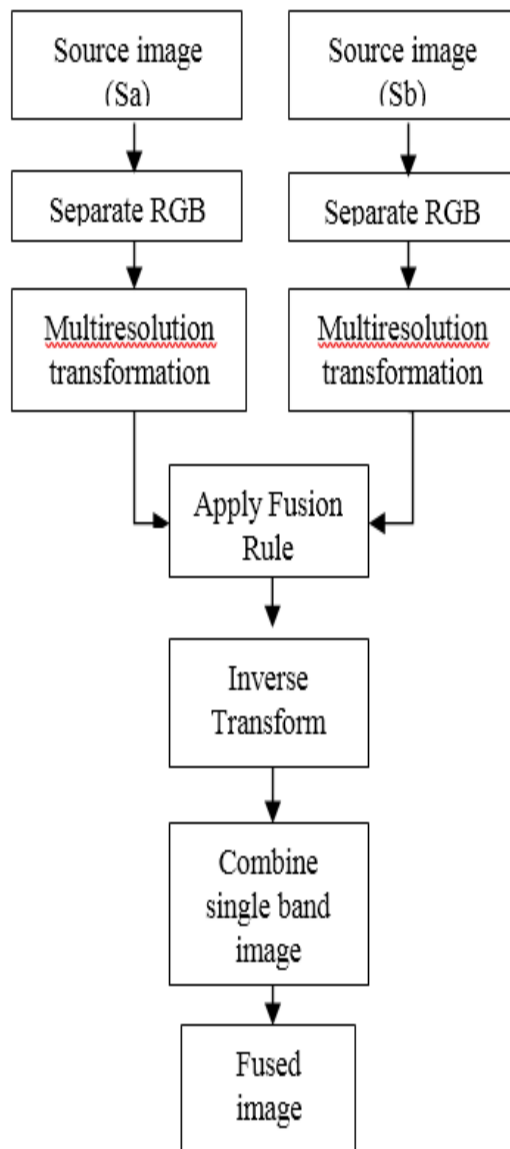 Source image
(Sa)
Source image
(Sb)
Separate RGB
Separate RGB
Multiresolution
transformation
Multiresolution
transformation
Apply Fusion
Rule
Inverse
Transform
Combine
single band
image
Fused
image